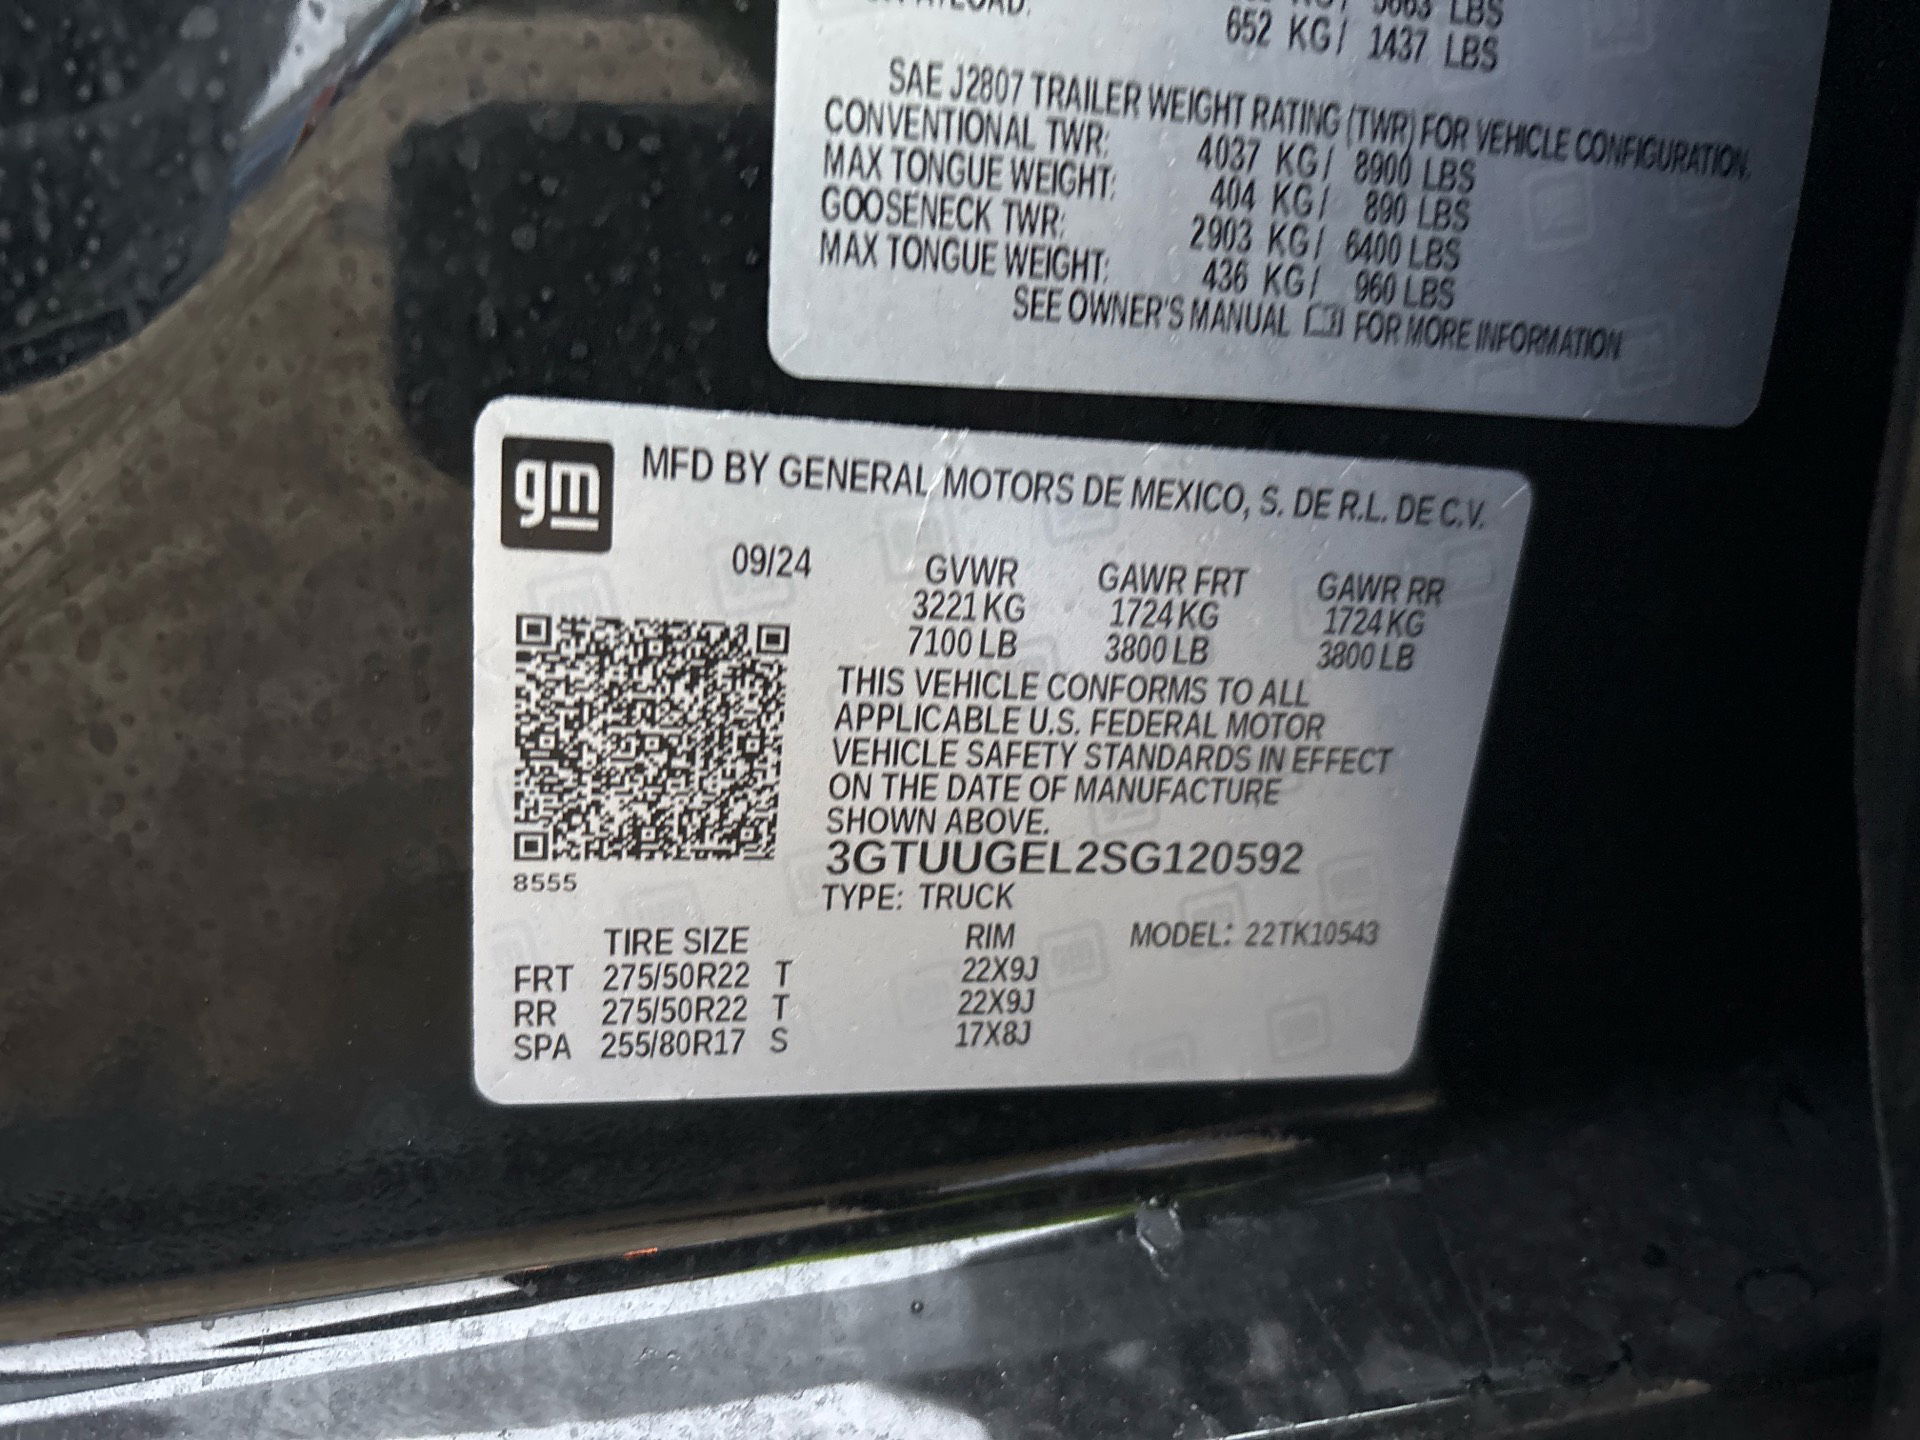 652 KG/ 1437 LBS
SAE J2807 TRAILER WEIGHT RATING (TWR) FOR VEHICLE CONFIGURATION.
CONVENTIONAL TWR: 4037 KG/ 8900 LBS
MAX TONGUE WEIGHT: 404 KG/ 890 LBS
GOOSENECK TWR: 2903 KG/ 6400 LBS
MAX TONGUE WEIGHT: 436 KG/ 960 LBS
SEE OWNER'S MANUAL FOR MORE INFORMATION
gm
MFD BY GENERAL MOTORS DE MEXICO, S. DE R.L. DE C.V.
09/24 GVWR GAWR FRT GAWR RR
3221 KG 1724 KG 1724 KG
7100 LB 3800 LB 3800 LB
THIS VEHICLE CONFORMS TO ALL
APPLICABLE U.S. FEDERAL MOTOR
VEHICLE SAFETY STANDARDS IN EFFECT
ON THE DATE OF MANUFACTURE
SHOWN ABOVE.
3GTUUGEL2SG120592
8555
TYPE: TRUCK
TIRE SIZE RIM MODEL: 22TK10543
FRT 275/50R22 T 22X9J
RR 275/50R22 T 22X9J
SPA 255/80R17 S 17X8J